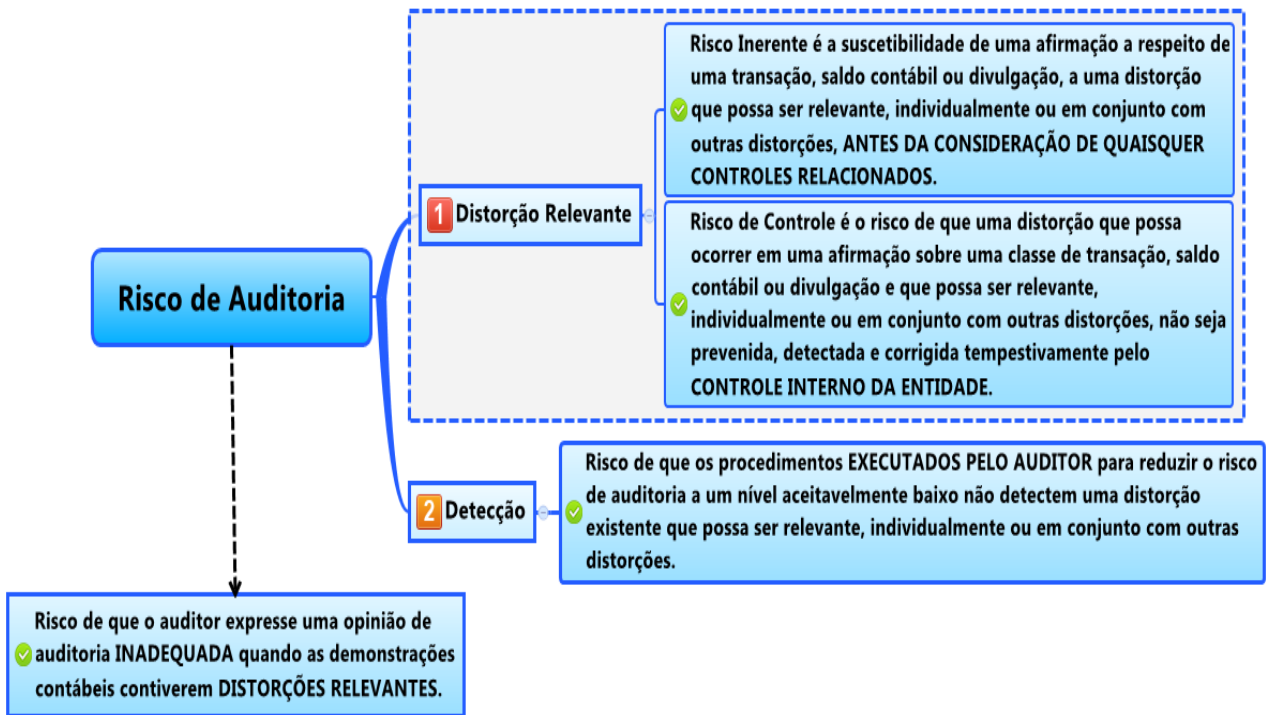 Risco de Auditoria
1 Distorção Relevante
Risco Inerente é a suscetibilidade de uma afirmação a respeito de
uma transação, saldo contábil ou divulgação, a uma distorção
que possa ser relevante, individualmente ou em conjunto com
outras distorções, ANTES DA CONSIDERAÇÃO DE QUAISQUER
CONTROLES RELACIONADOS.
Risco de Controle é o risco de que uma distorção que possa
ocorrer em uma afirmação sobre uma classe de transação, saldo
contábil ou divulgação e que possa ser relevante,
individualmente ou em conjunto com outras distorções, não seja
prevenida, detectada e corrigida tempestivamente pelo
CONTROLE INTERNO DA ENTIDADE.
2 Detecção
Risco de que os procedimentos EXECUTADOS PELO AUDITOR para reduzir o risco
de auditoria a um nível aceitavelmente baixo não detectem uma distorção
existente que possa ser relevante, individualmente ou em conjunto com outras
distorções.
Risco de que o auditor expresse uma opinião de
auditoria INADEQUADA quando as demonstrações
contábeis contiverem DISTORÇÕES RELEVANTES.